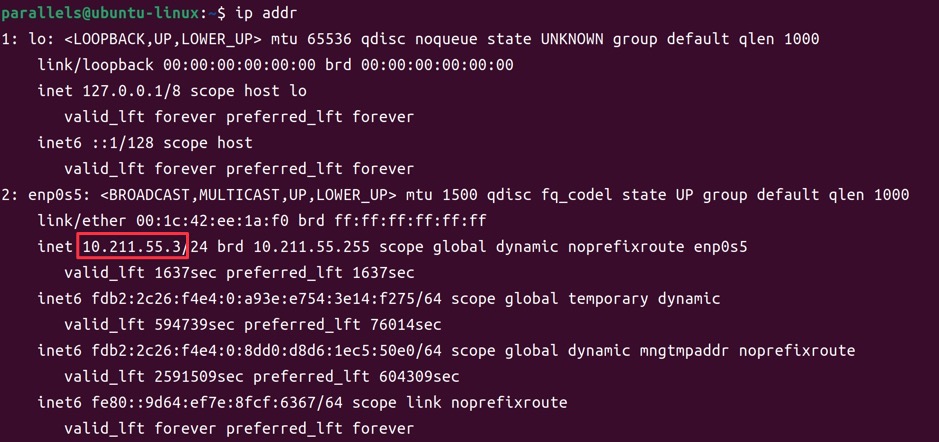 parallels@ubuntu-linux:~$ ip addr
1: lo: <LOOPBACK,UP,LOWER_UP> mtu 65536 qdisc noqueue state UNKNOWN group default qlen 1000
link/loopback 00:00:00:00:00:00 brd 00:00:00:00:00:00
inet 127.0.0.1/8 scope host lo
valid_lft forever preferred_lft forever
inet6 ::1/128 scope host
valid_lft forever preferred_lft forever
2: enp0s5: <BROADCAST,MULTICAST,UP,LOWER_UP> mtu 1500 qdisc fq_codel state UP group default qlen 1000
link/ether 00:1c:42:ee:1a:f0 brd ff:ff:ff:ff:ff:ff
inet 10.211.55.3/24 brd 10.211.55.255 scope global dynamic noprefixroute enp0s5
valid_lft 1637sec preferred_lft 1637sec
inet6 fdb2:2c26:f4e4:0:a93e:e754:3e14:f275/64 scope global temporary dynamic
valid_lft 594739sec preferred_lft 76014sec
inet6 fdb2:2c26:f4e4:0:8dd0:d8d6:1ec5:50e0/64 scope global dynamic mngtmpaddr noprefixroute
valid_lft 2591509sec preferred_lft 604309sec
inet6 fe80::9d64:ef7e:8fcf:6367/64 scope link noprefixroute
valid_lft forever preferred_lft forever